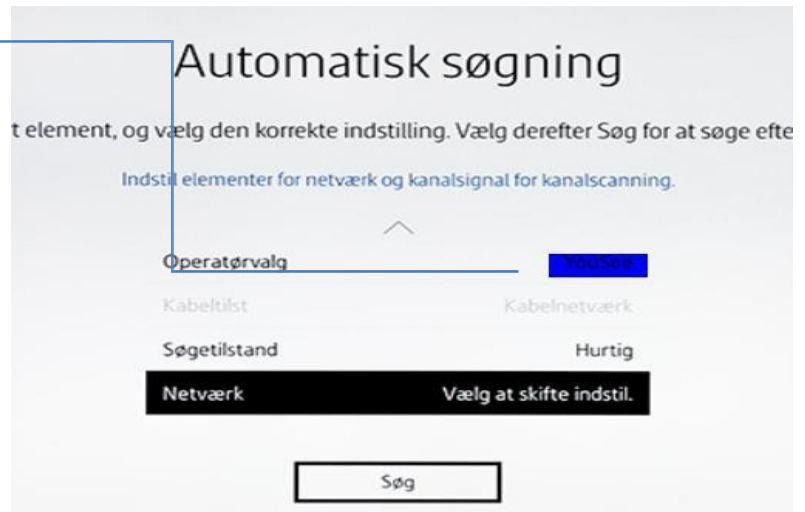 Automatisk søgning
t element, og vælg den korrekte indstilling. Vælg derefter Søg for at søge efte
Indstil elementer for netværk og kanalsignal for kanalscanning.
Operatørvalg YouSee
Kabeltilst Kabelnetværk
Søgetilstand Hurtig
Netværk Vælg at skifte indstil.
Søg